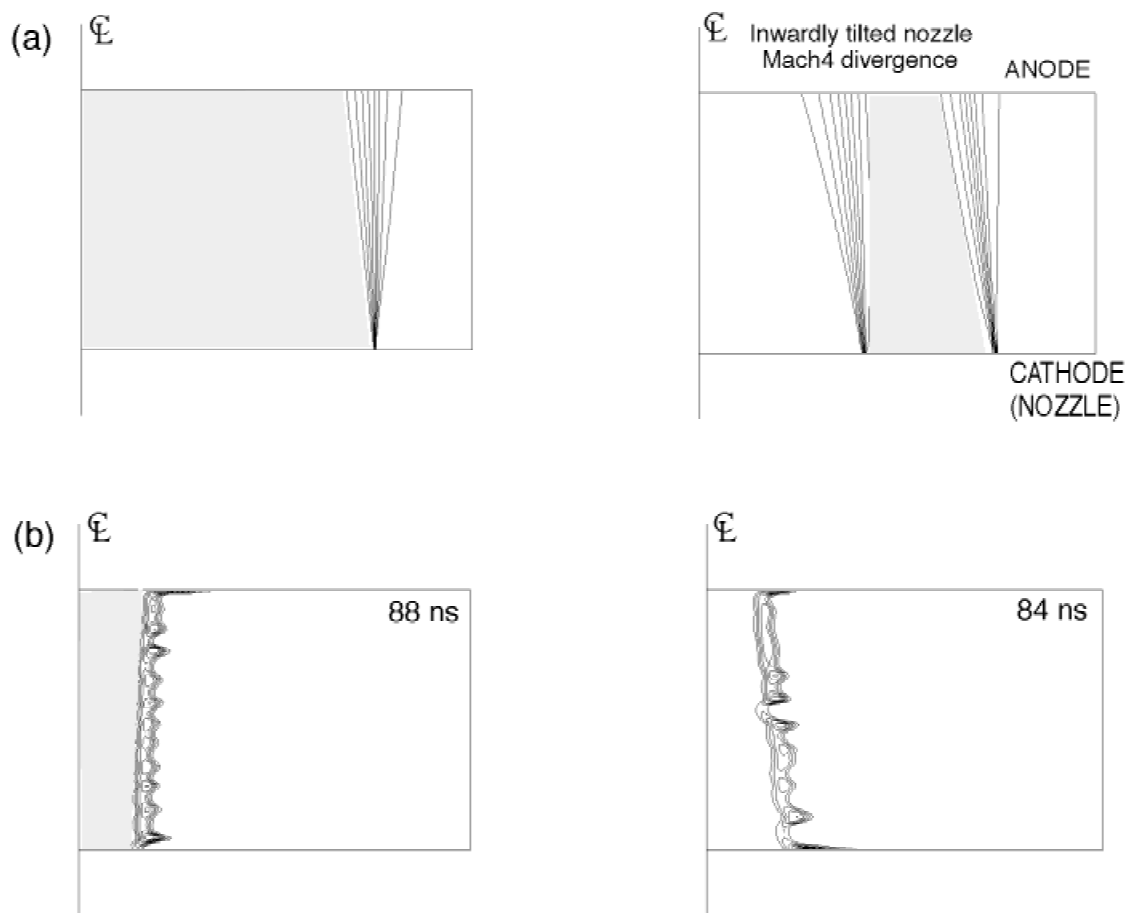 (a)
℄
℄
Inwardly tilted nozzle
Mach4 divergence
ANODE
CATHODE
(NOZZLE)
(b)
℄
88 ns
℄
84 ns